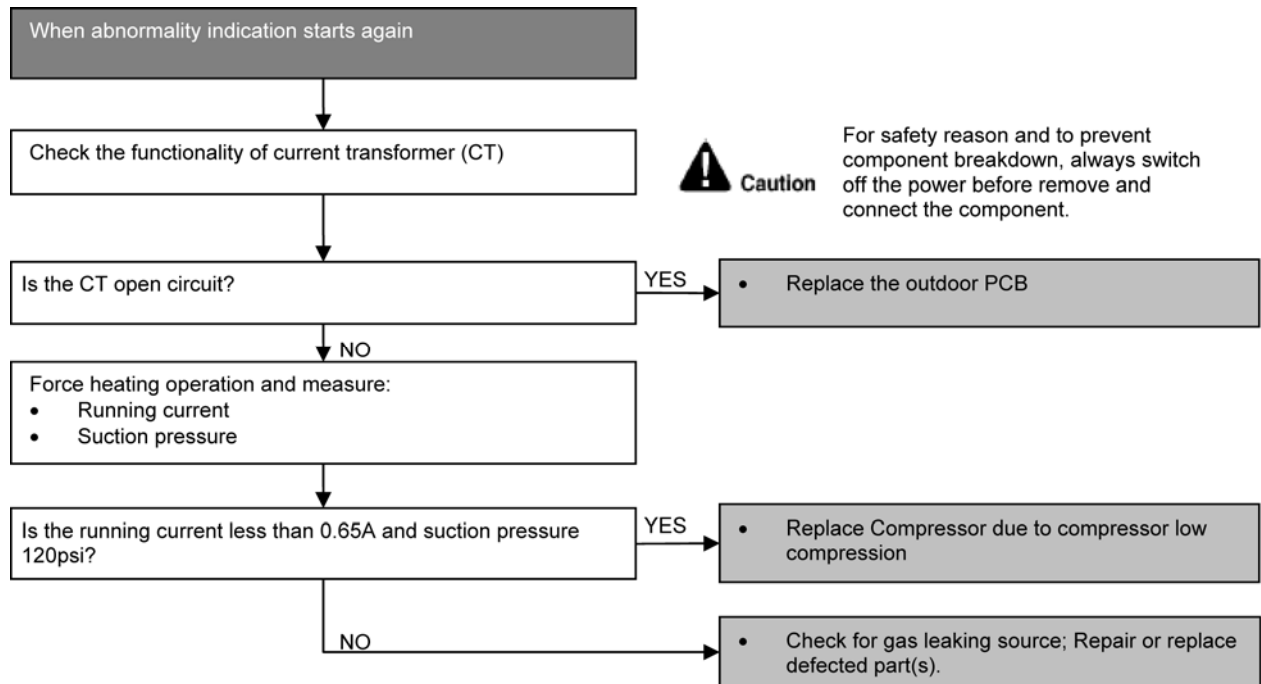 When abnormality indication starts again
Check the functionality of current transformer (CT)
Caution
For safety reason and to prevent
component breakdown, always switch
off the power before remove and
connect the component.
Is the CT open circuit?
YES
• Replace the outdoor PCB
NO
Force heating operation and measure:
• Running current
• Suction pressure
Is the running current less than 0.65A and suction pressure
120psi?
YES
• Replace Compressor due to compressor low
compression
NO
• Check for gas leaking source; Repair or replace
defected part(s).